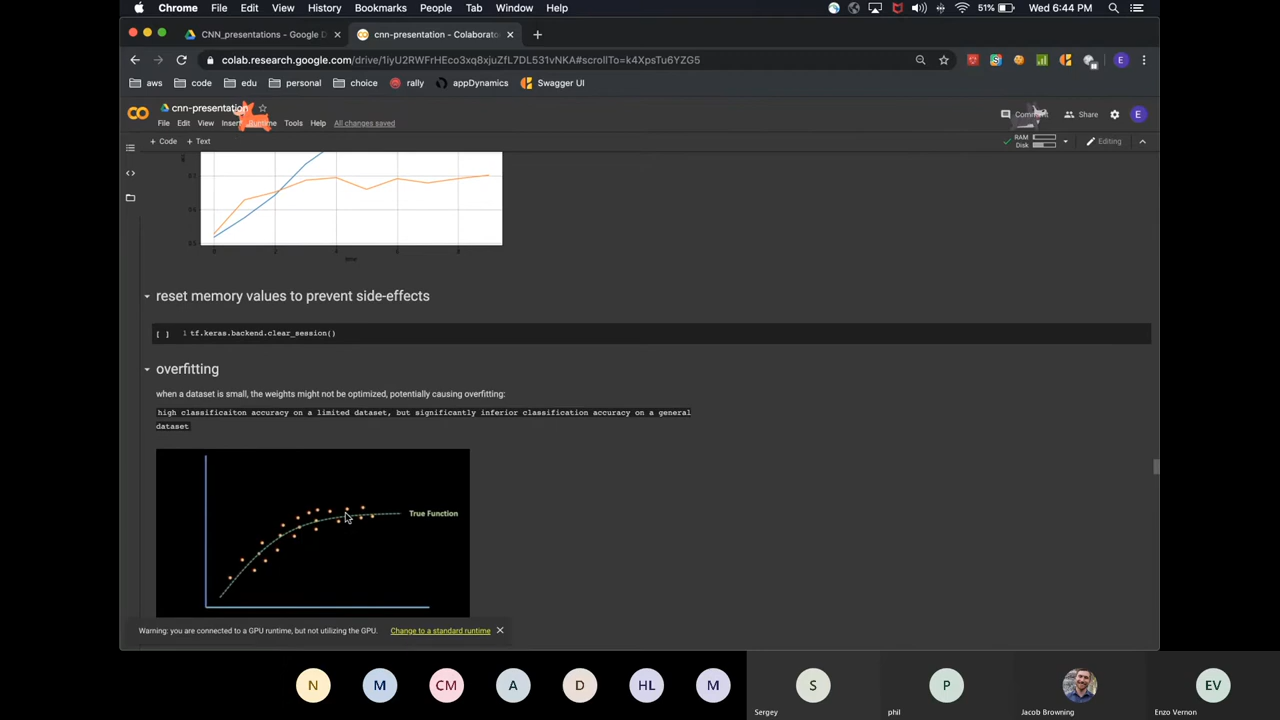 Chrome File Edit View History Bookmarks People Tab Window Help
51% Wed 6:44 PM
CNN_presentations - Google D
cnn-presentation - Colaborato
colab.research.google.com/drive/1iyU2RWFrHEco3xq8xjuZfL7DL531vNKA#scrollTo=k4XpsTu6YPG5
E
aws code edu personal choice rally appDynamics Swagger UI
cnn-presentation
Comment Share E
File Edit View Insert Runtime Tools Help All changes saved
+ Code + Text
RAM
Disk
Editing
reset memory values to prevent side-effects
[ ] 1 tf.keras.backend.clear_session()
overfitting
when a dataset is small, the weights might not be optimized, potentially causing overfitting:
high classificaiton accuracy on a limited dataset, but significantly inferior classification accuracy on a general
dataset
True Function
Warning: you are connected to a GPU runtime, but not utilizing the GPU. Change to a standard runtime
N M CM A D HL M S P EV
Sergey phil Jacob Browning Enzo Vernon